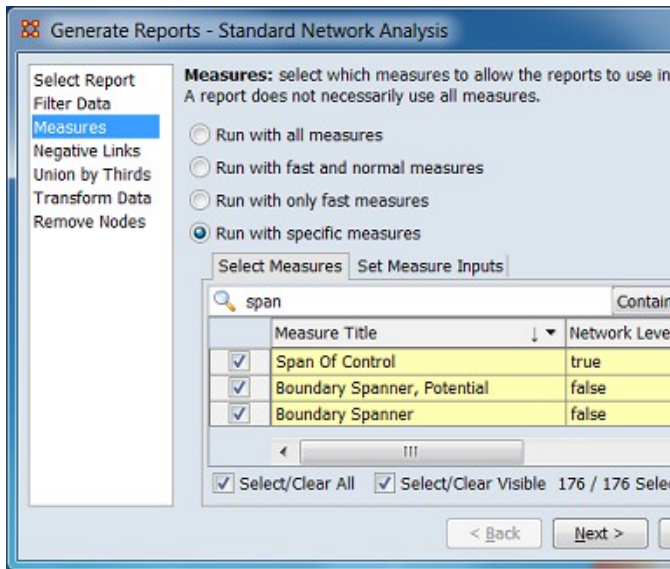 Generate Reports - Standard Network Analysis
Select Report
Filter Data
Measures
Negative Links
Union by Thirds
Transform Data
Remove Nodes
Measures: select which measures to allow the reports to use in
A report does not necessarily use all measures.
Run with all measures
Run with fast and normal measures
Run with only fast measures
Run with specific measures
Select Measures Set Measure Inputs
span Contain
Measure Title Network Leve
Span Of Control true
Boundary Spanner, Potential false
Boundary Spanner false
Select/Clear All Select/Clear Visible 176 / 176 Sele
< Back Next >